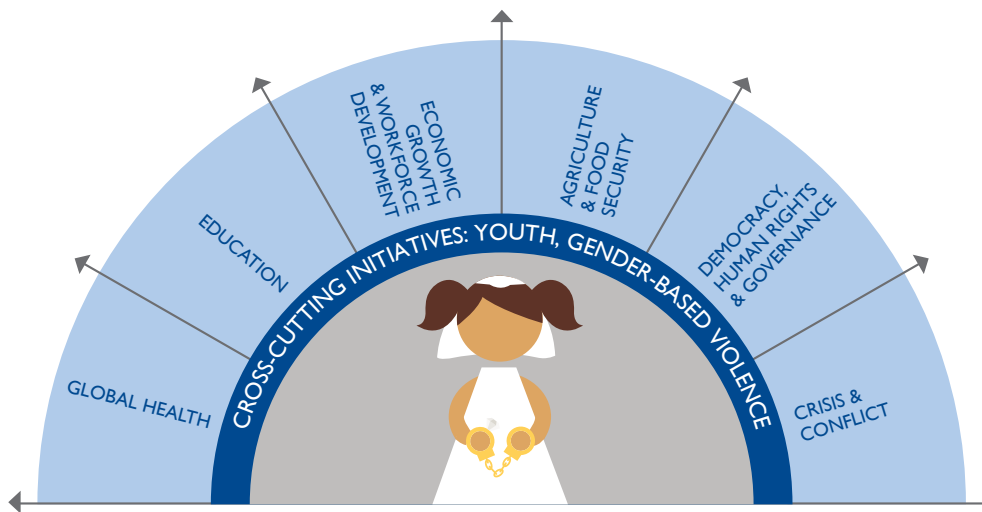 GLOBAL HEALTH
EDUCATION
ECONOMIC
GROWTH
& WORKFORCE
DEVELOPMENT
AGRICULTURE
& FOOD
SECURITY
DEMOCRACY,
HUMAN RIGHTS
& GOVERNANCE
CRISIS &
CONFLICT
CROSS-CUTTING INITIATIVES: YOUTH, GENDER-BASED VIOLENCE